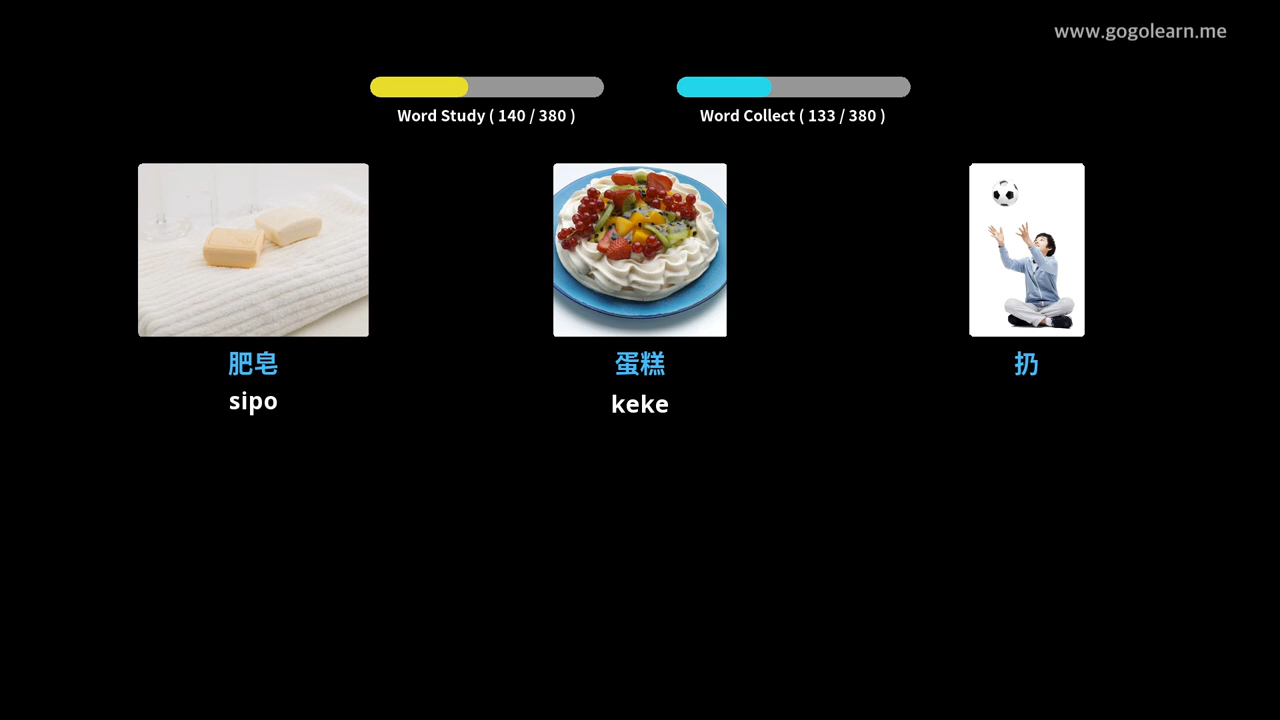 www.gogolearn.me
Word Study ( 140 / 380 )
Word Collect ( 133 / 380 )
肥皂
sipo
蛋糕
keke
扔